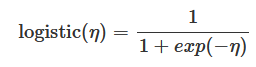 logistic(η) = 1 / (1 + exp(−η))